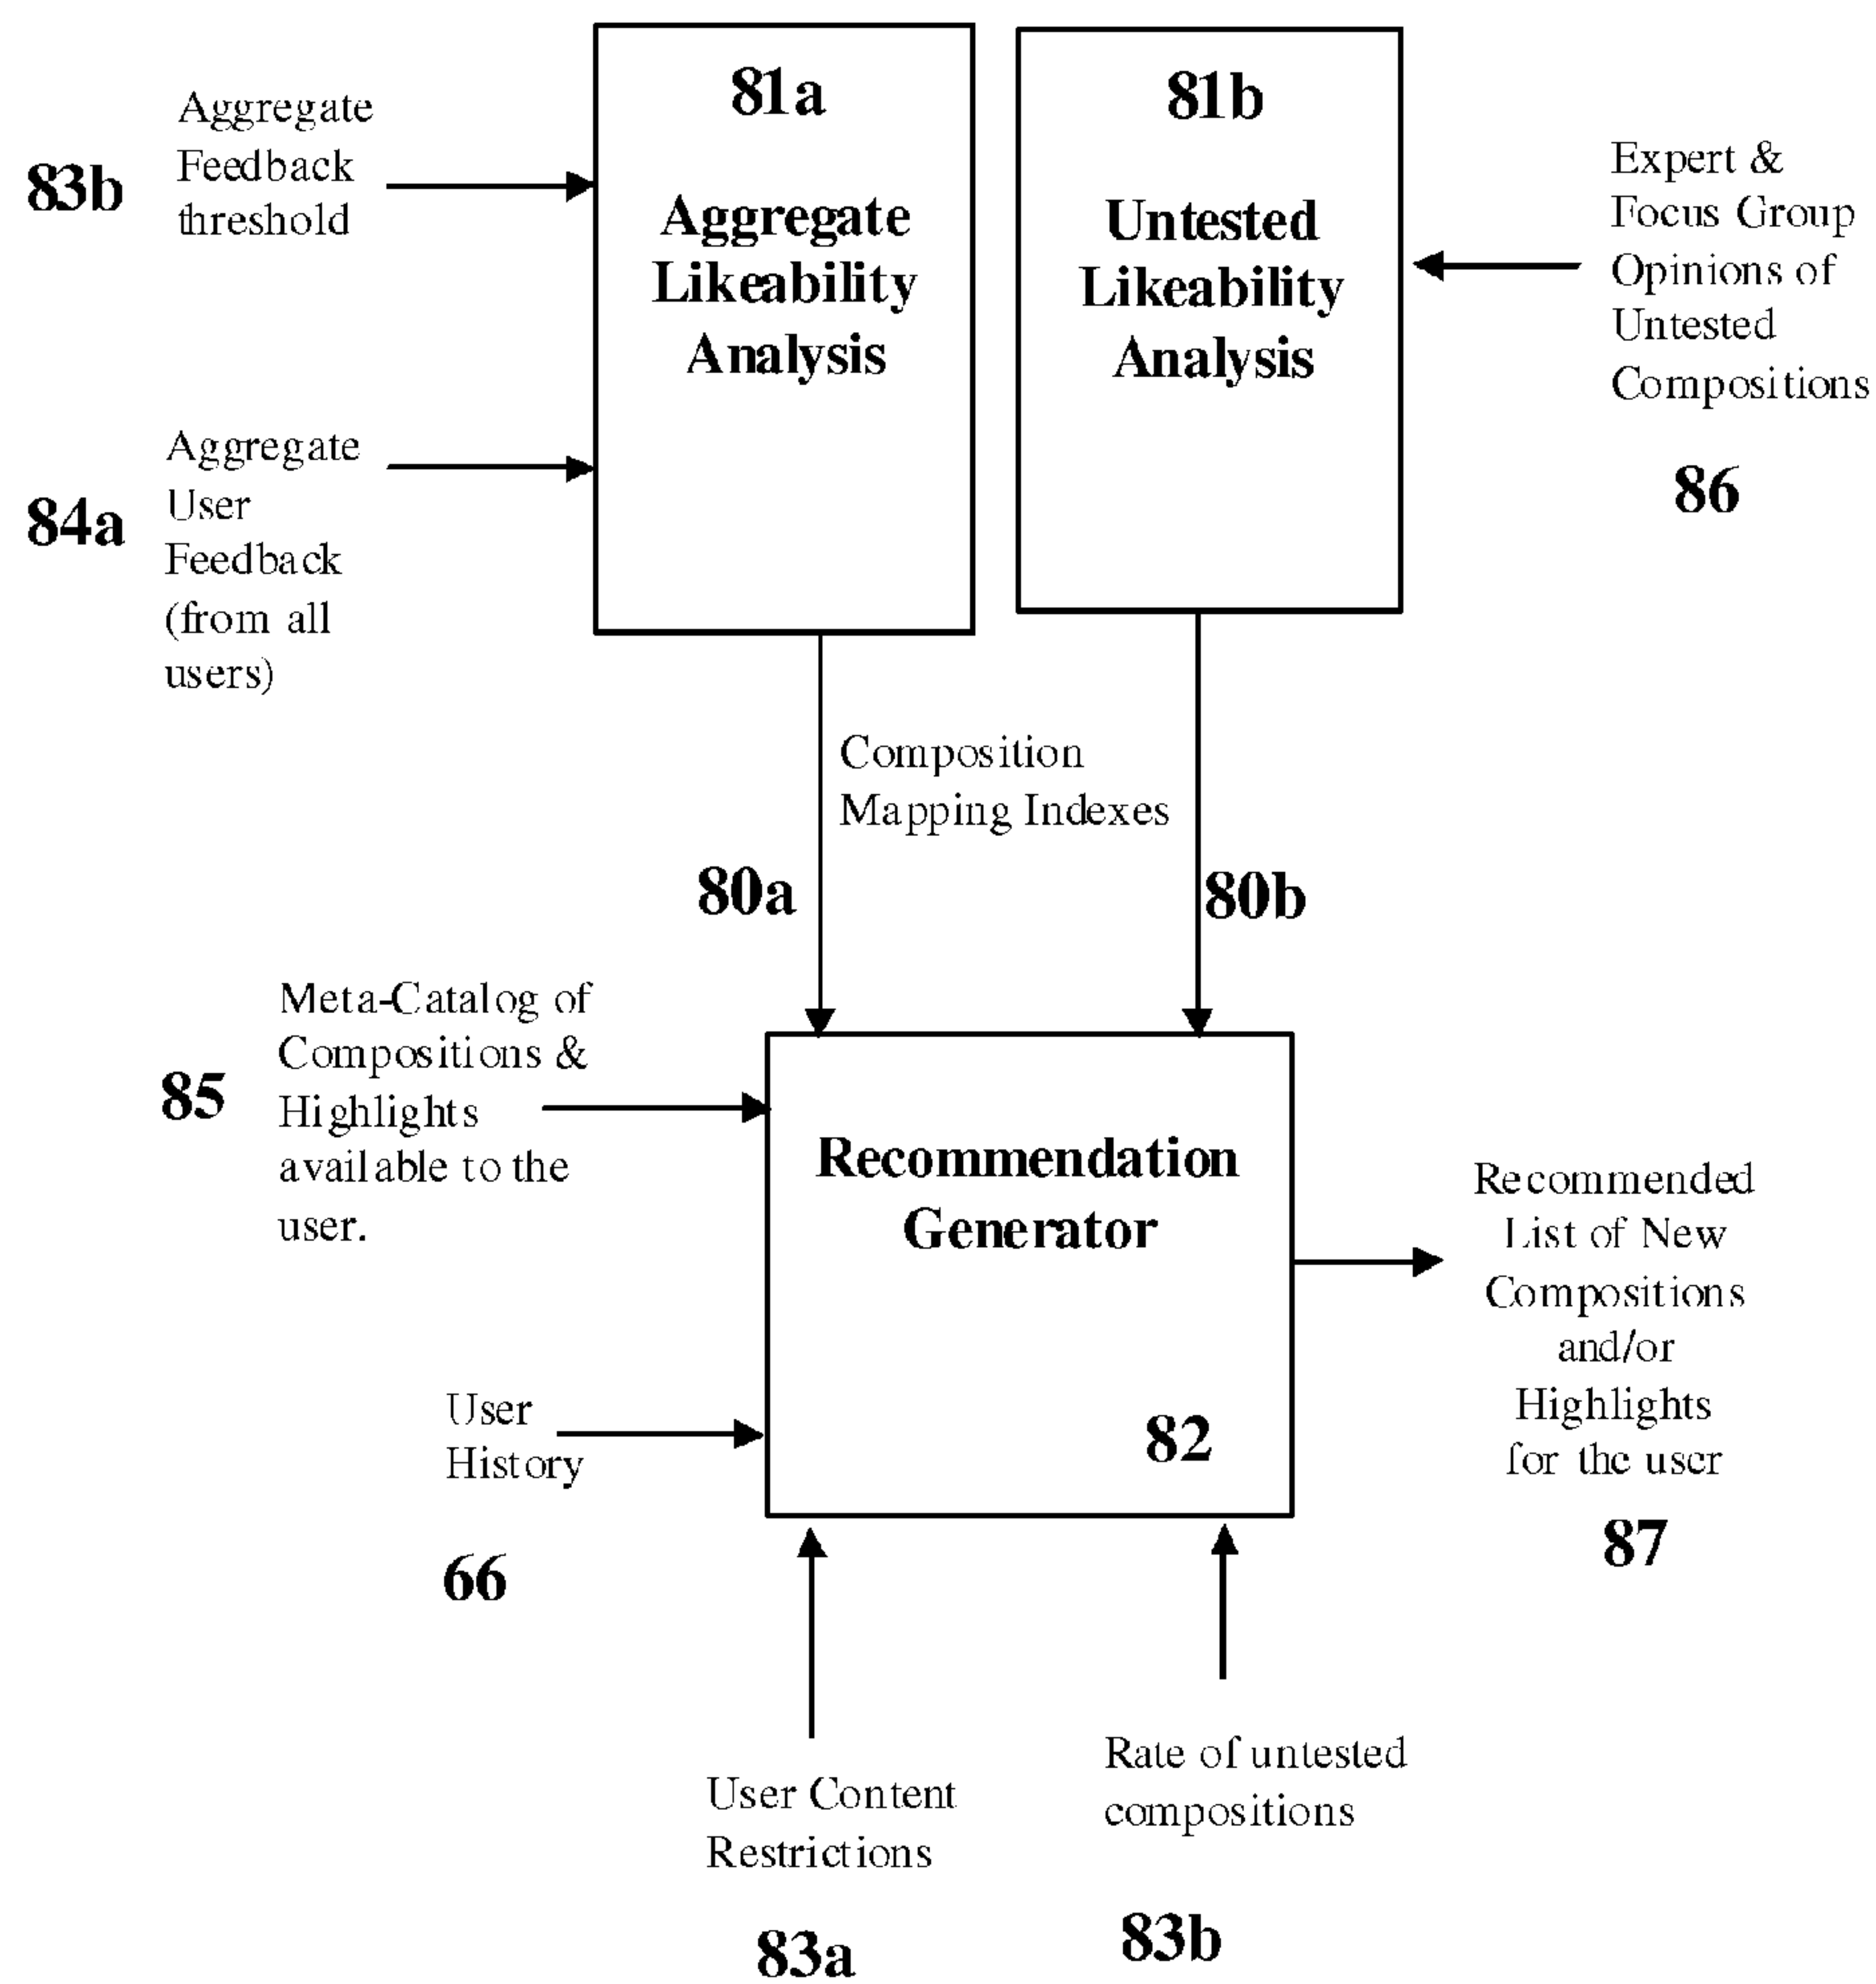 81a
Aggregate
Likeability
Analysis
81b
Untested
Likeability
Analysis
83b
Aggregate
Feedback
threshold
84a
Aggregate
User
Feedback
(from all
users)
Expert &
Focus Group
Opinions of
Untested
Compositions
86
Composition
Mapping Indexes
80a
80b
85
Meta-Catalog of
Compositions &
Highlights
available to the
user.
Recommendation
Generator
82
User
History
66
Recommended
List of New
Compositions
and/or
Highlights
for the user
87
User Content
Restrictions
83a
Rate of untested
compositions
83b